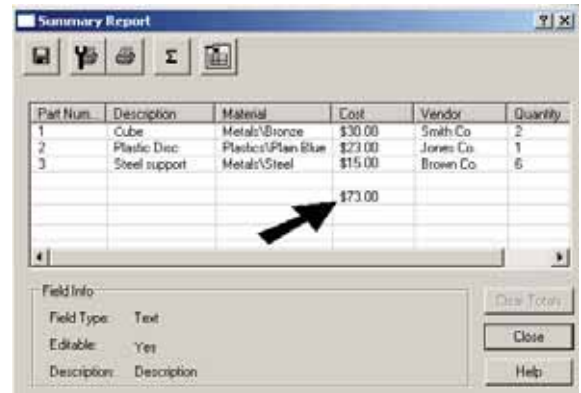 Summary Report
Σ
Part Num... Description Material Cost Vendor Quantity
1 Cube Metals\Bronze $30.00 Smith Co 2
2 Plastic Disc Plastics\Plain Blue $23.00 Jones Co. 1
3 Steel support Metals\Steel $15.00 Brown Co. 6
$73.00
Field Info
Field Type: Text
Editable: Yes
Description: Description
Clear Totals
Close
Help